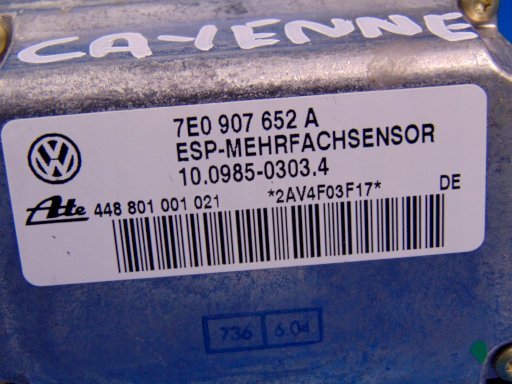 CAYENNE
7E0 907 652 A
ESP-MEHRFACHSENSOR
10.0985-0303.4
Ate 448 801 001 021 *2AV4F03F17* DE
736 6.04